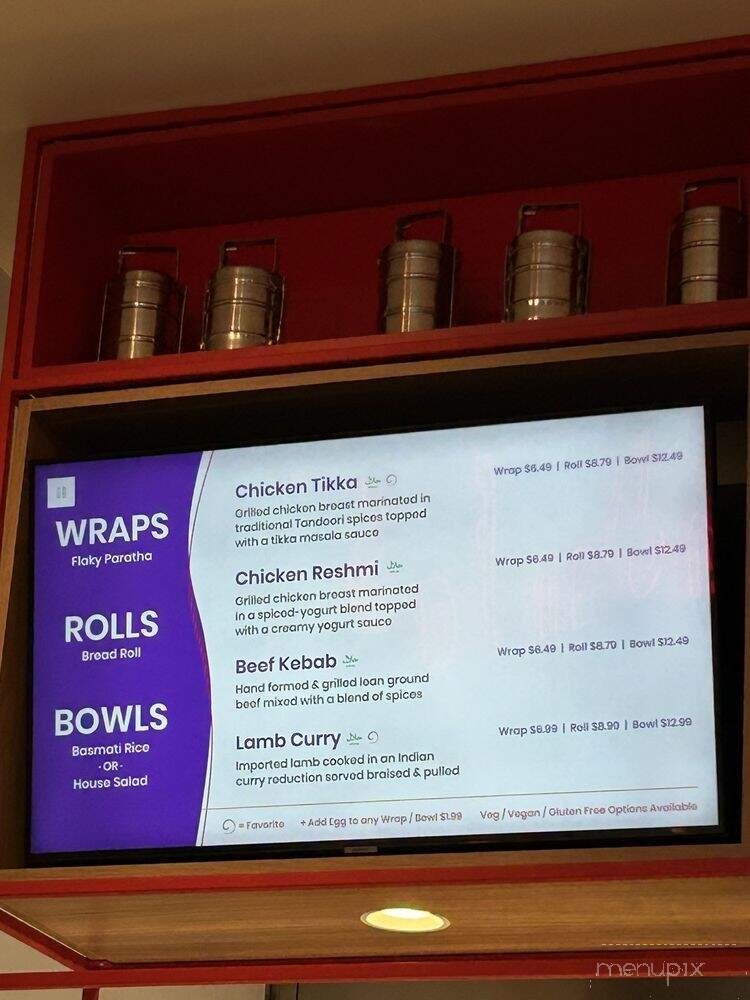 WRAPS
Flaky Paratha
ROLLS
Bread Roll
BOWLS
Basmati Rice
-OR-
House Salad
Chicken Tikka
Wrap $6.49 | Roll $8.79 | Bowl $12.49
Grilled chicken breast marinated in
traditional Tandoori spices topped
with a tikka masala sauce
Chicken Reshmi
Wrap $6.49 | Roll $8.79 | Bowl $12.49
Grilled chicken breast marinated
in a spiced-yogurt blend topped
with a creamy yogurt sauce
Beef Kebab
Wrap $6.49 | Roll $8.79 | Bowl $12.49
Hand formed & grilled lean ground
beef mixed with a blend of spices
Lamb Curry
Wrap $6.99 | Roll $8.99 | Bowl $12.99
Imported lamb cooked in an Indian
curry reduction served braised & pulled
= Favorite + Add Egg to any Wrap / Bowl $1.99 Veg / Vegan / Gluten Free Options Available
menupix